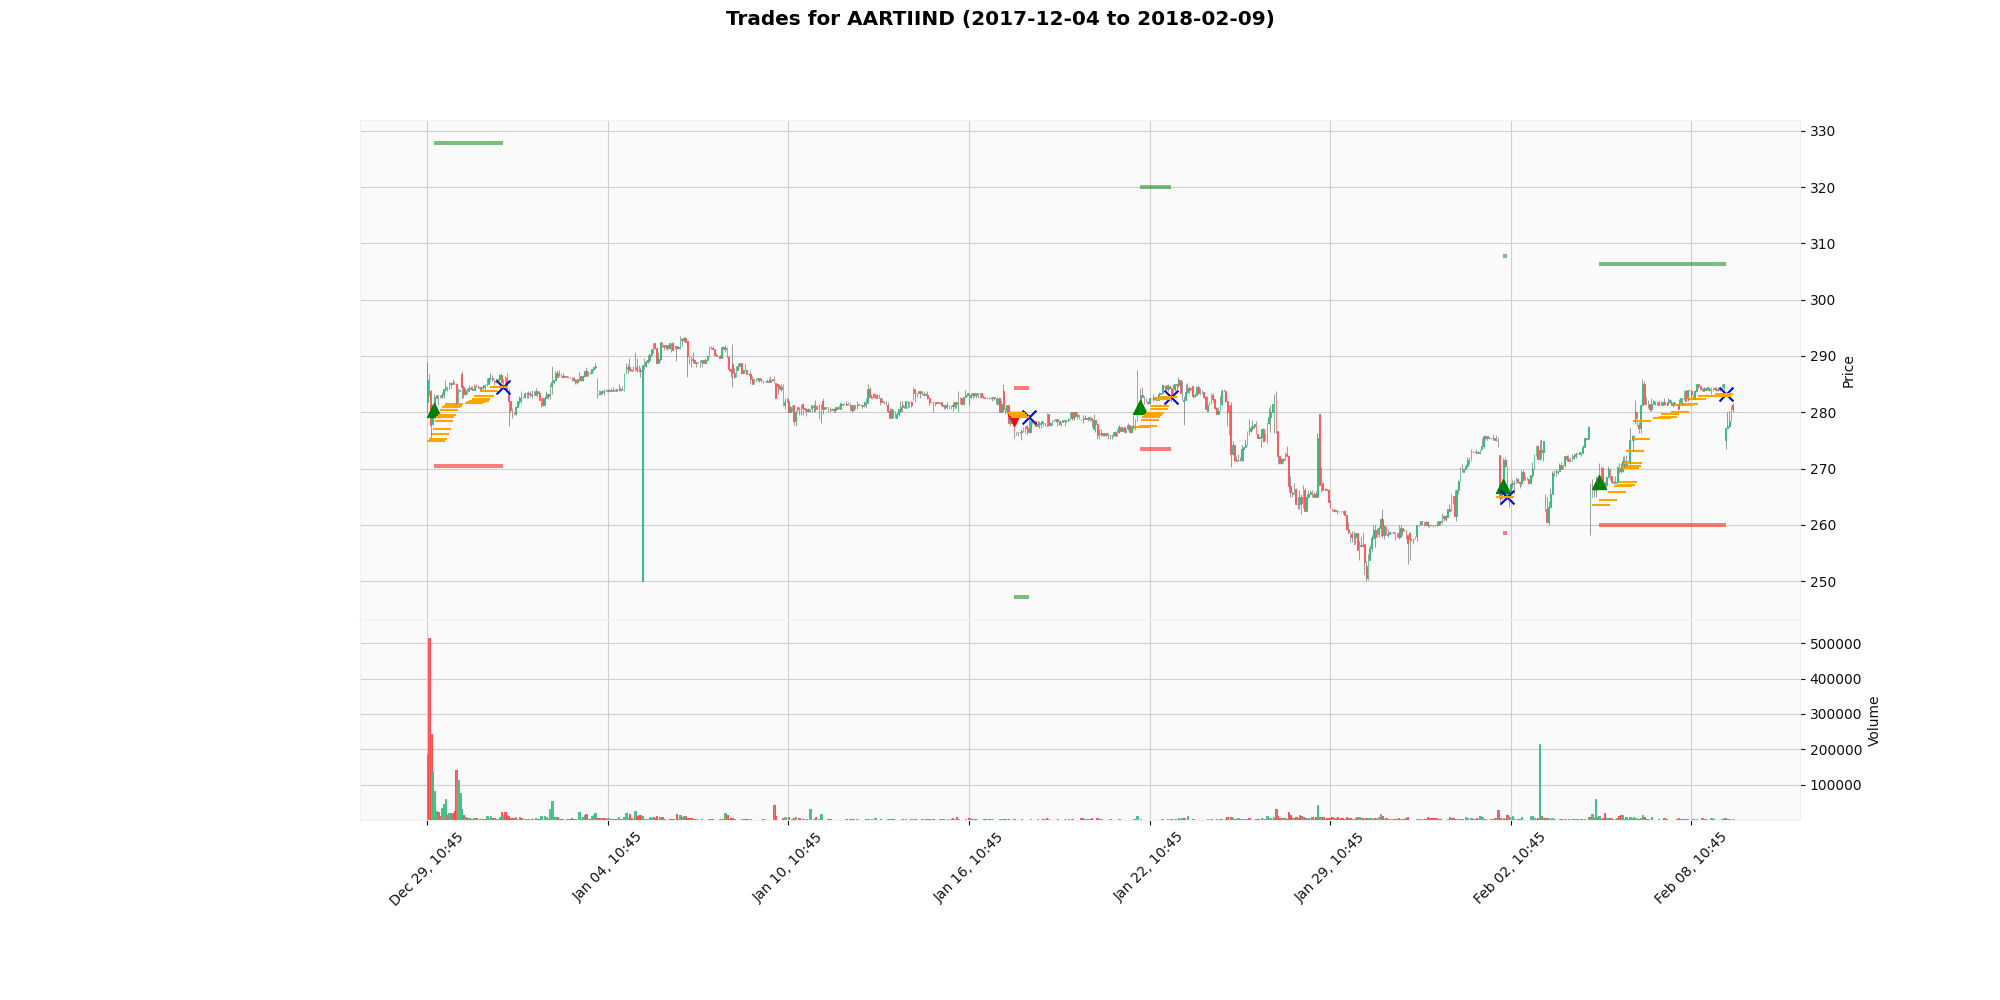 Trades for AARTIIND (2017-12-04 to 2018-02-09)
330
320
310
300
290
280
270
260
250
Price
500000
400000
300000
200000
100000
Volume
Dec 29, 10:45
Jan 04, 10:45
Jan 10, 10:45
Jan 16, 10:45
Jan 22, 10:45
Jan 29, 10:45
Feb 02, 10:45
Feb 08, 10:45